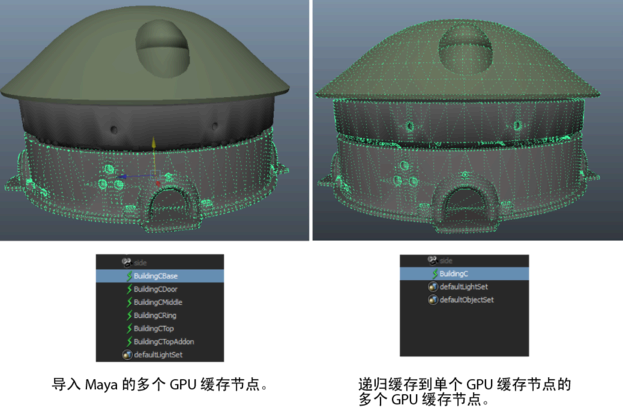 side
BuildingCBase
BuildingCDoor
BuildingCMiddle
BuildingCRing
BuildingCTop
BuildingCTopAddon
defaultLightSet
导入 Maya 的多个 GPU 缓存节点。
side
BuildingC
defaultLightSet
defaultObjectSet
递归缓存到单个 GPU 缓存节点的
多个 GPU 缓存节点。